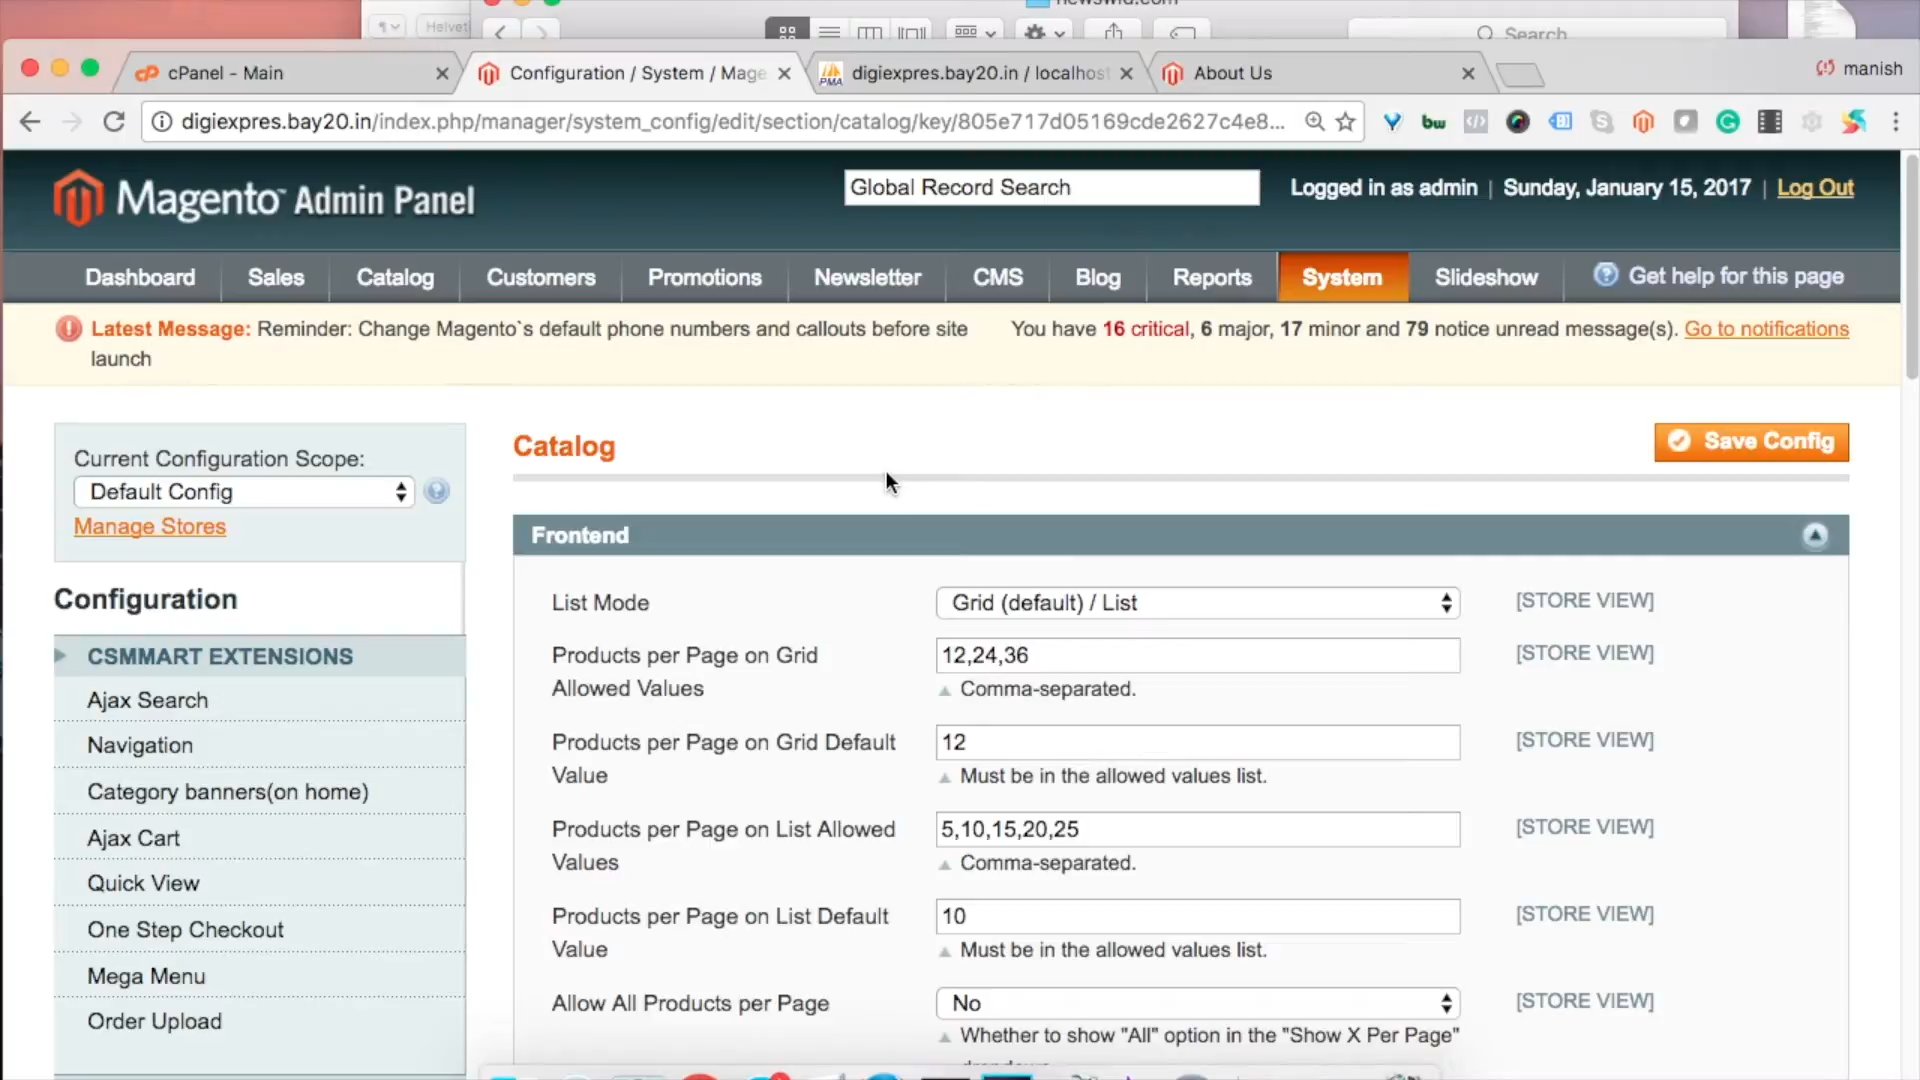 newswid.com
Helveti
Search
cPanel - Main
Configuration / System / Mage
digiexpres.bay20.in / localhost
About Us
manish
digiexpres.bay20.in/index.php/manager/system_config/edit/section/catalog/key/805e717d05169cde2627c4e8...
Magento Admin Panel
Global Record Search
Logged in as admin | Sunday, January 15, 2017 | Log Out
Dashboard Sales Catalog Customers Promotions Newsletter CMS Blog Reports System Slideshow Get help for this page
Latest Message: Reminder: Change Magento`s default phone numbers and callouts before site
launch
You have 16 critical, 6 major, 17 minor and 79 notice unread message(s). Go to notifications
Current Configuration Scope:
Default Config
Manage Stores
Configuration
CSMMART EXTENSIONS
Ajax Search
Navigation
Category banners(on home)
Ajax Cart
Quick View
One Step Checkout
Mega Menu
Order Upload
Catalog
Save Config
Frontend
List Mode Grid (default) / List [STORE VIEW]
Products per Page on Grid 12,24,36 [STORE VIEW]
Allowed Values Comma-separated.
Products per Page on Grid Default 12 [STORE VIEW]
Value Must be in the allowed values list.
Products per Page on List Allowed 5,10,15,20,25 [STORE VIEW]
Values Comma-separated.
Products per Page on List Default 10 [STORE VIEW]
Value Must be in the allowed values list.
Allow All Products per Page No [STORE VIEW]
Whether to show "All" option in the "Show X Per Page"